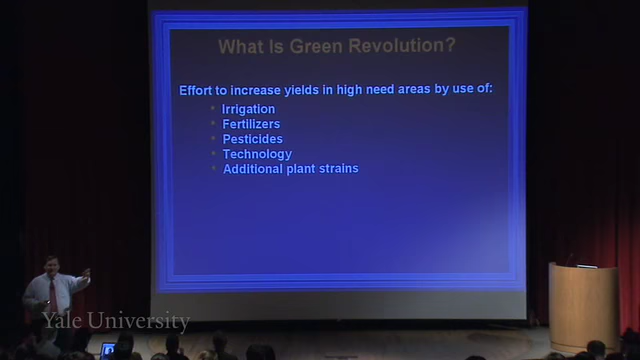 What Is Green Revolution?
Effort to increase yields in high need areas by use of:
Irrigation
Fertilizers
Pesticides
Technology
Additional plant strains
Yale University